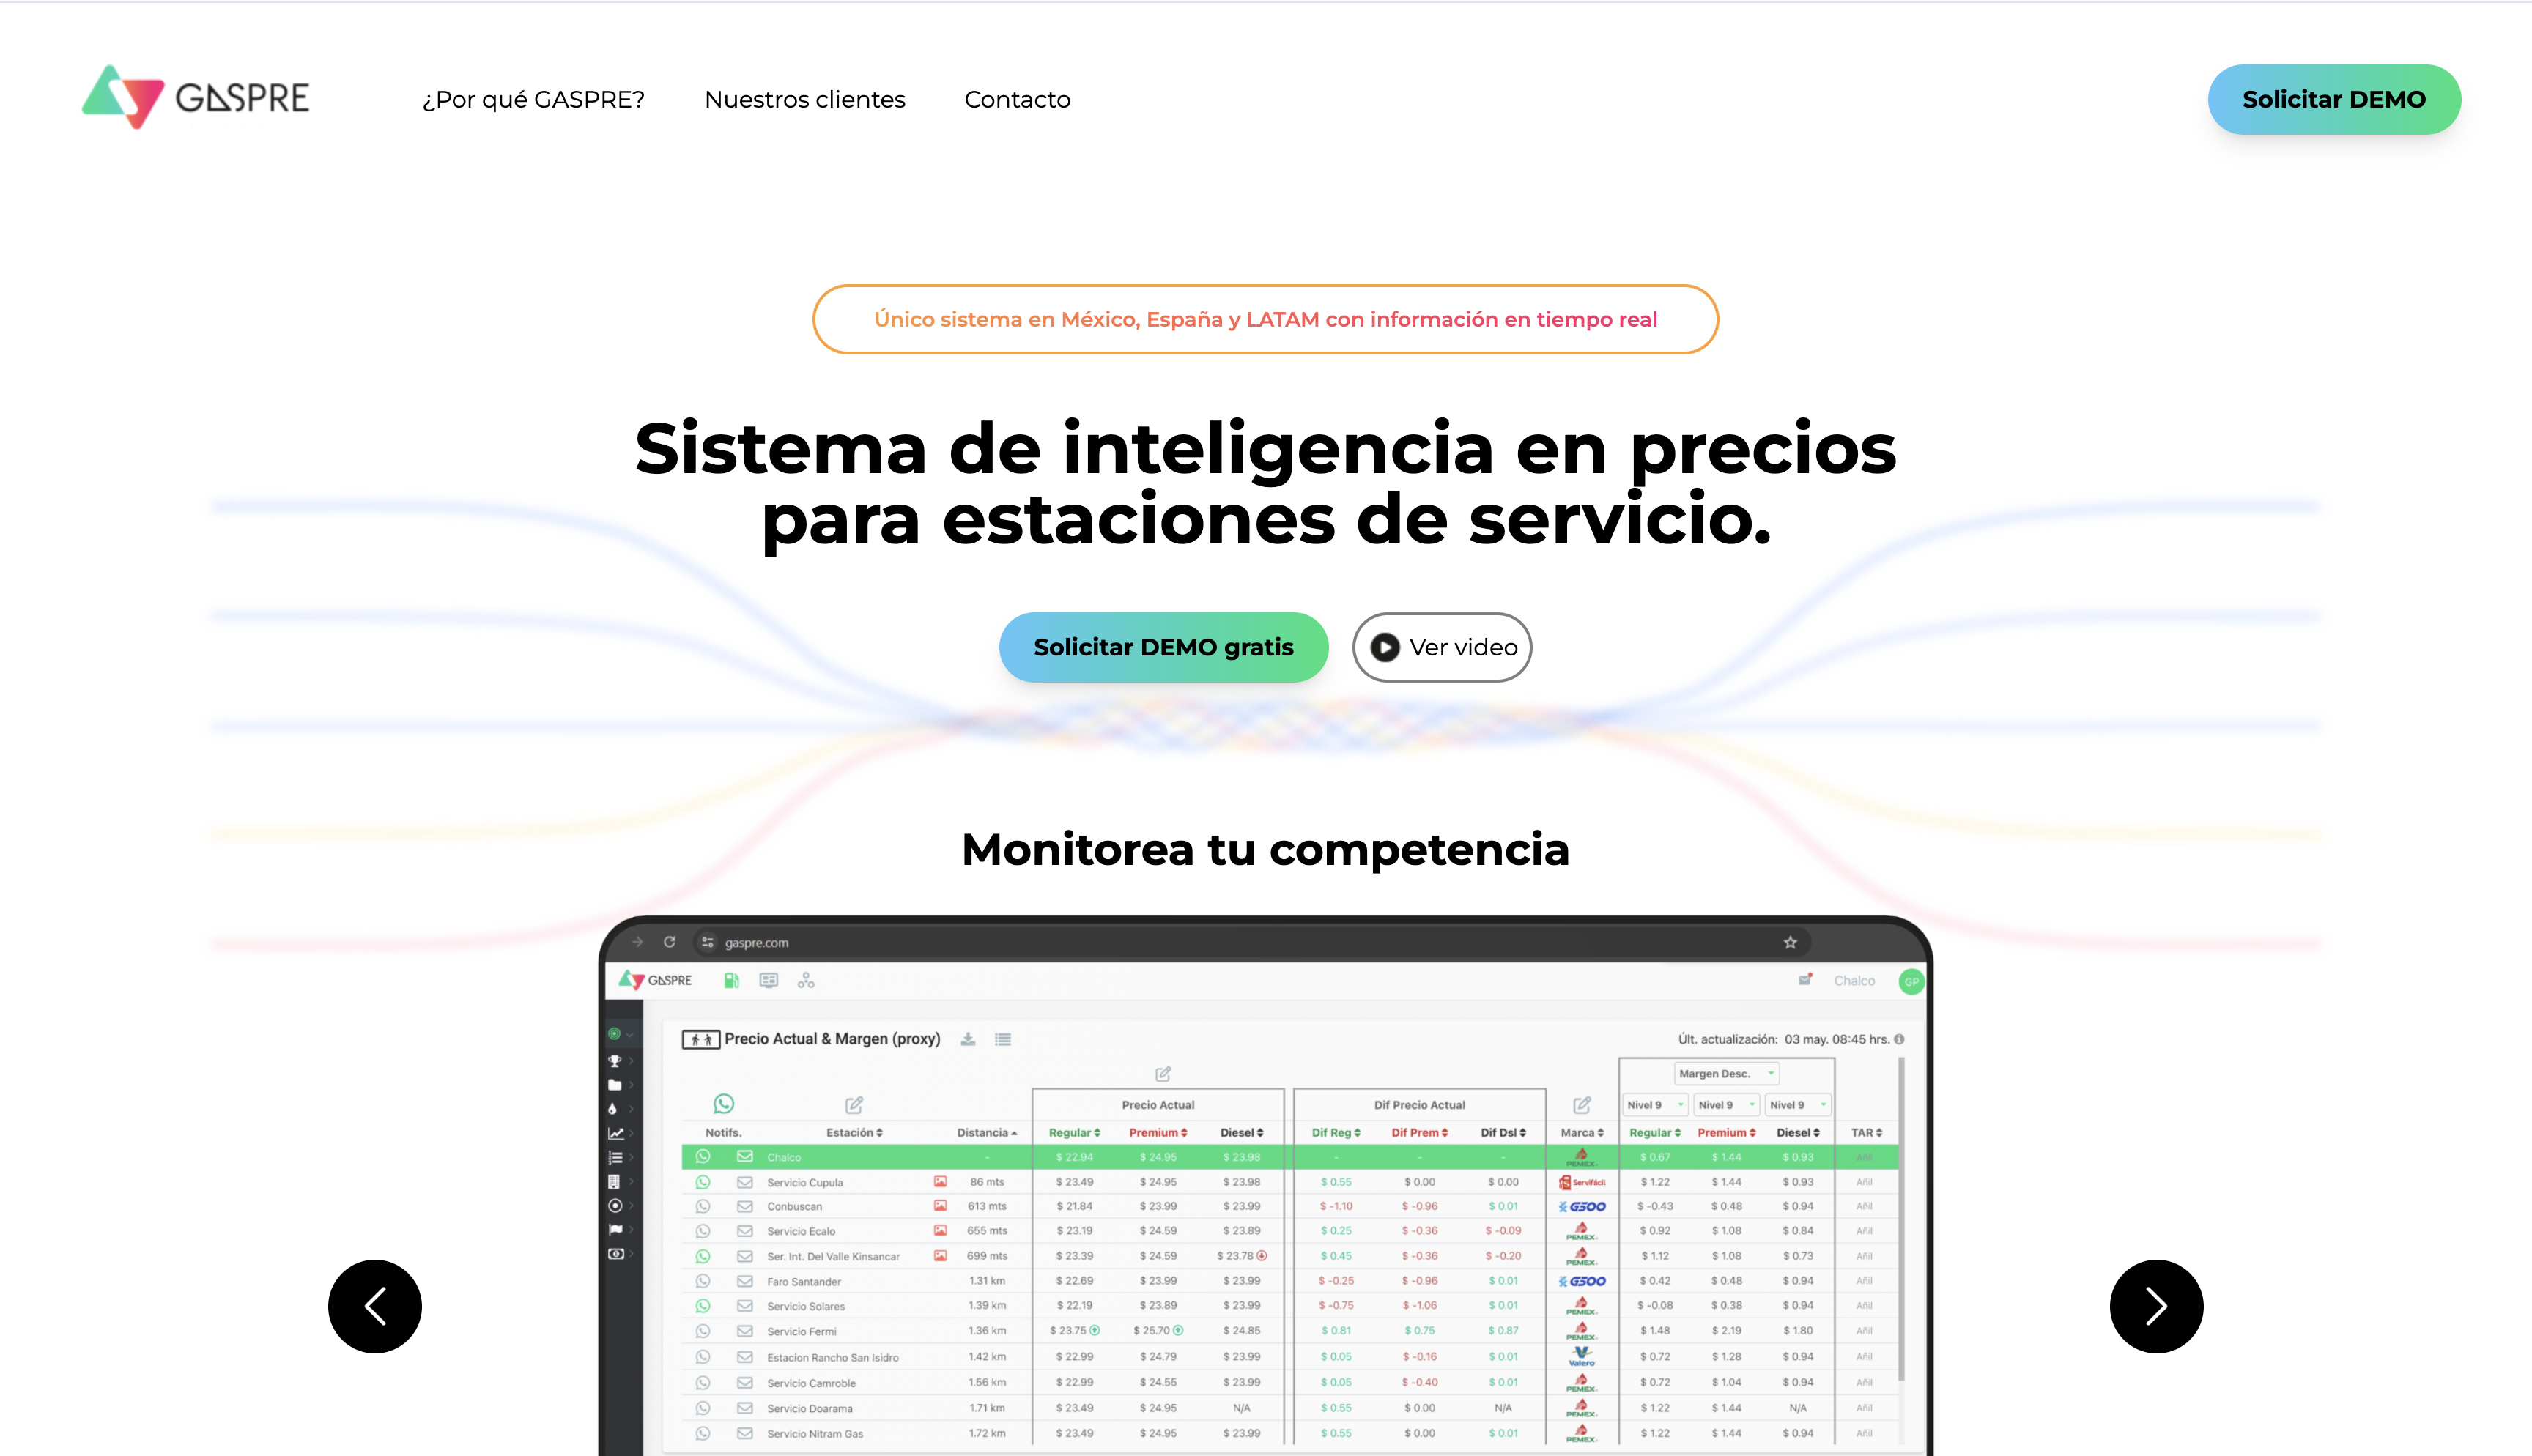 GASPRE
¿Por qué GASPRE? Nuestros clientes Contacto
Solicitar DEMO
Único sistema en México, España y LATAM con información en tiempo real
Sistema de inteligencia en precios
para estaciones de servicio.
Solicitar DEMO gratis
Ver video
Monitorea tu competencia
gaspre.com
GASPRE
Chalco GP
Precio Actual & Margen (proxy)
Últ. actualización: 03 may. 08:45 hrs.
Margen Desc.
Precio Actual Dif Precio Actual Nivel 9 Nivel 9 Nivel 9
Notifs. Estación Distancia Regular Premium Diesel Dif Reg Dif Prem Dif Dsl Marca Regular Premium Diesel TAR
Chalco - $ 22.94 $ 24.95 $ 23.98 - - - PEMEX $ 0.67 $ 1.44 $ 0.93 Añil
Servicio Cupula 86 mts $ 23.49 $ 24.95 $ 23.98 $ 0.55 $ 0.00 $ 0.00 Servifácil $ 1.22 $ 1.44 $ 0.93 Añil
Conbuscan 613 mts $ 21.84 $ 23.99 $ 23.99 $ -1.10 $ -0.96 $ 0.01 G500 $ -0.43 $ 0.48 $ 0.94 Añil
Servicio Ecalo 655 mts $ 23.19 $ 24.59 $ 23.89 $ 0.25 $ -0.36 $ -0.09 PEMEX $ 0.92 $ 1.08 $ 0.84 Añil
Ser. Int. Del Valle Kinsancar 699 mts $ 23.39 $ 24.59 $ 23.78 $ 0.45 $ -0.36 $ -0.20 PEMEX $ 1.12 $ 1.08 $ 0.73 Añil
Faro Santander 1.31 km $ 22.69 $ 23.99 $ 23.99 $ -0.25 $ -0.96 $ 0.01 G500 $ 0.42 $ 0.48 $ 0.94 Añil
Servicio Solares 1.39 km $ 22.19 $ 23.89 $ 23.99 $ -0.75 $ -1.06 $ 0.01 PEMEX $ -0.08 $ 0.38 $ 0.94 Añil
Servicio Fermi 1.36 km $ 23.75 $ 25.70 $ 24.85 $ 0.81 $ 0.75 $ 0.87 PEMEX $ 1.48 $ 2.19 $ 1.80 Añil
Estacion Rancho San Isidro 1.42 km $ 22.99 $ 24.79 $ 23.99 $ 0.05 $ -0.16 $ 0.01 Valero $ 0.72 $ 1.28 $ 0.94 Añil
Servicio Camroble 1.56 km $ 22.99 $ 24.55 $ 23.99 $ 0.05 $ -0.40 $ 0.01 PEMEX $ 0.72 $ 1.04 $ 0.94 Añil
Servicio Doarama 1.71 km $ 23.49 $ 24.95 N/A $ 0.55 $ 0.00 N/A PEMEX $ 1.22 $ 1.44 N/A Añil
Servicio Nitram Gas 1.72 km $ 23.49 $ 24.95 $ 23.99 $ 0.55 $ 0.00 $ 0.01 PEMEX $ 1.22 $ 1.44 $ 0.94 Añil